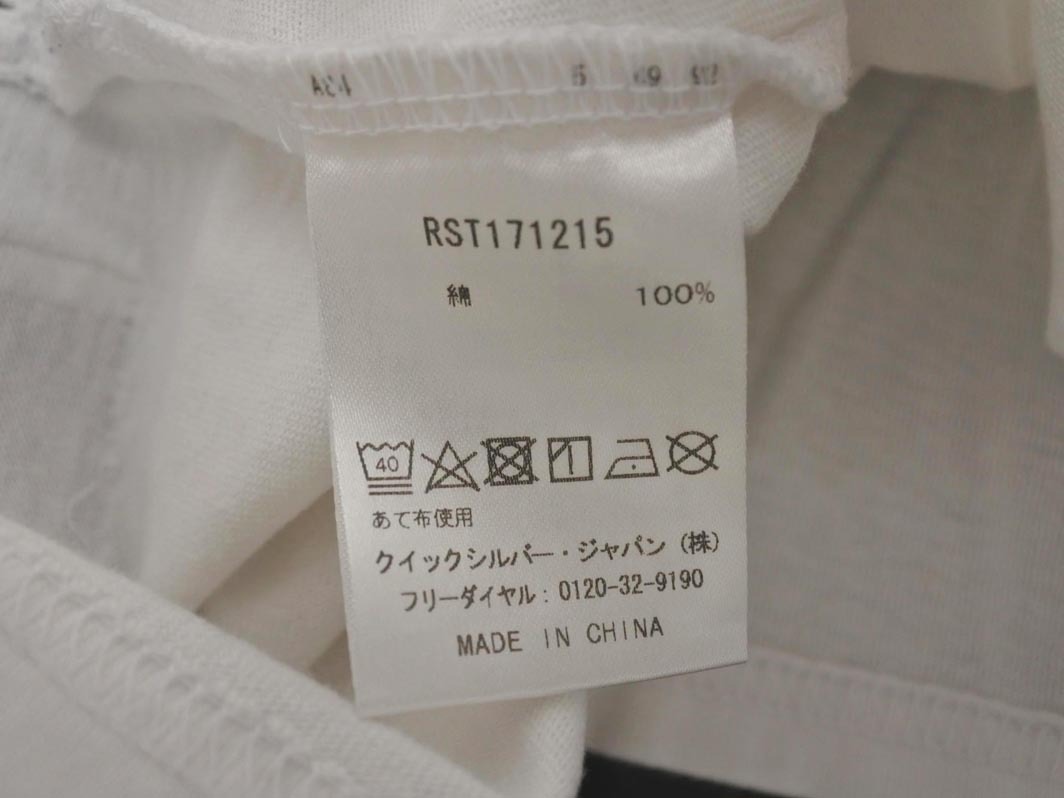 RST171215
綿 100%
40
あて布使用
クイックシルバー・ジャパン(株)
フリーダイヤル:0120-32-9190
MADE IN CHINA